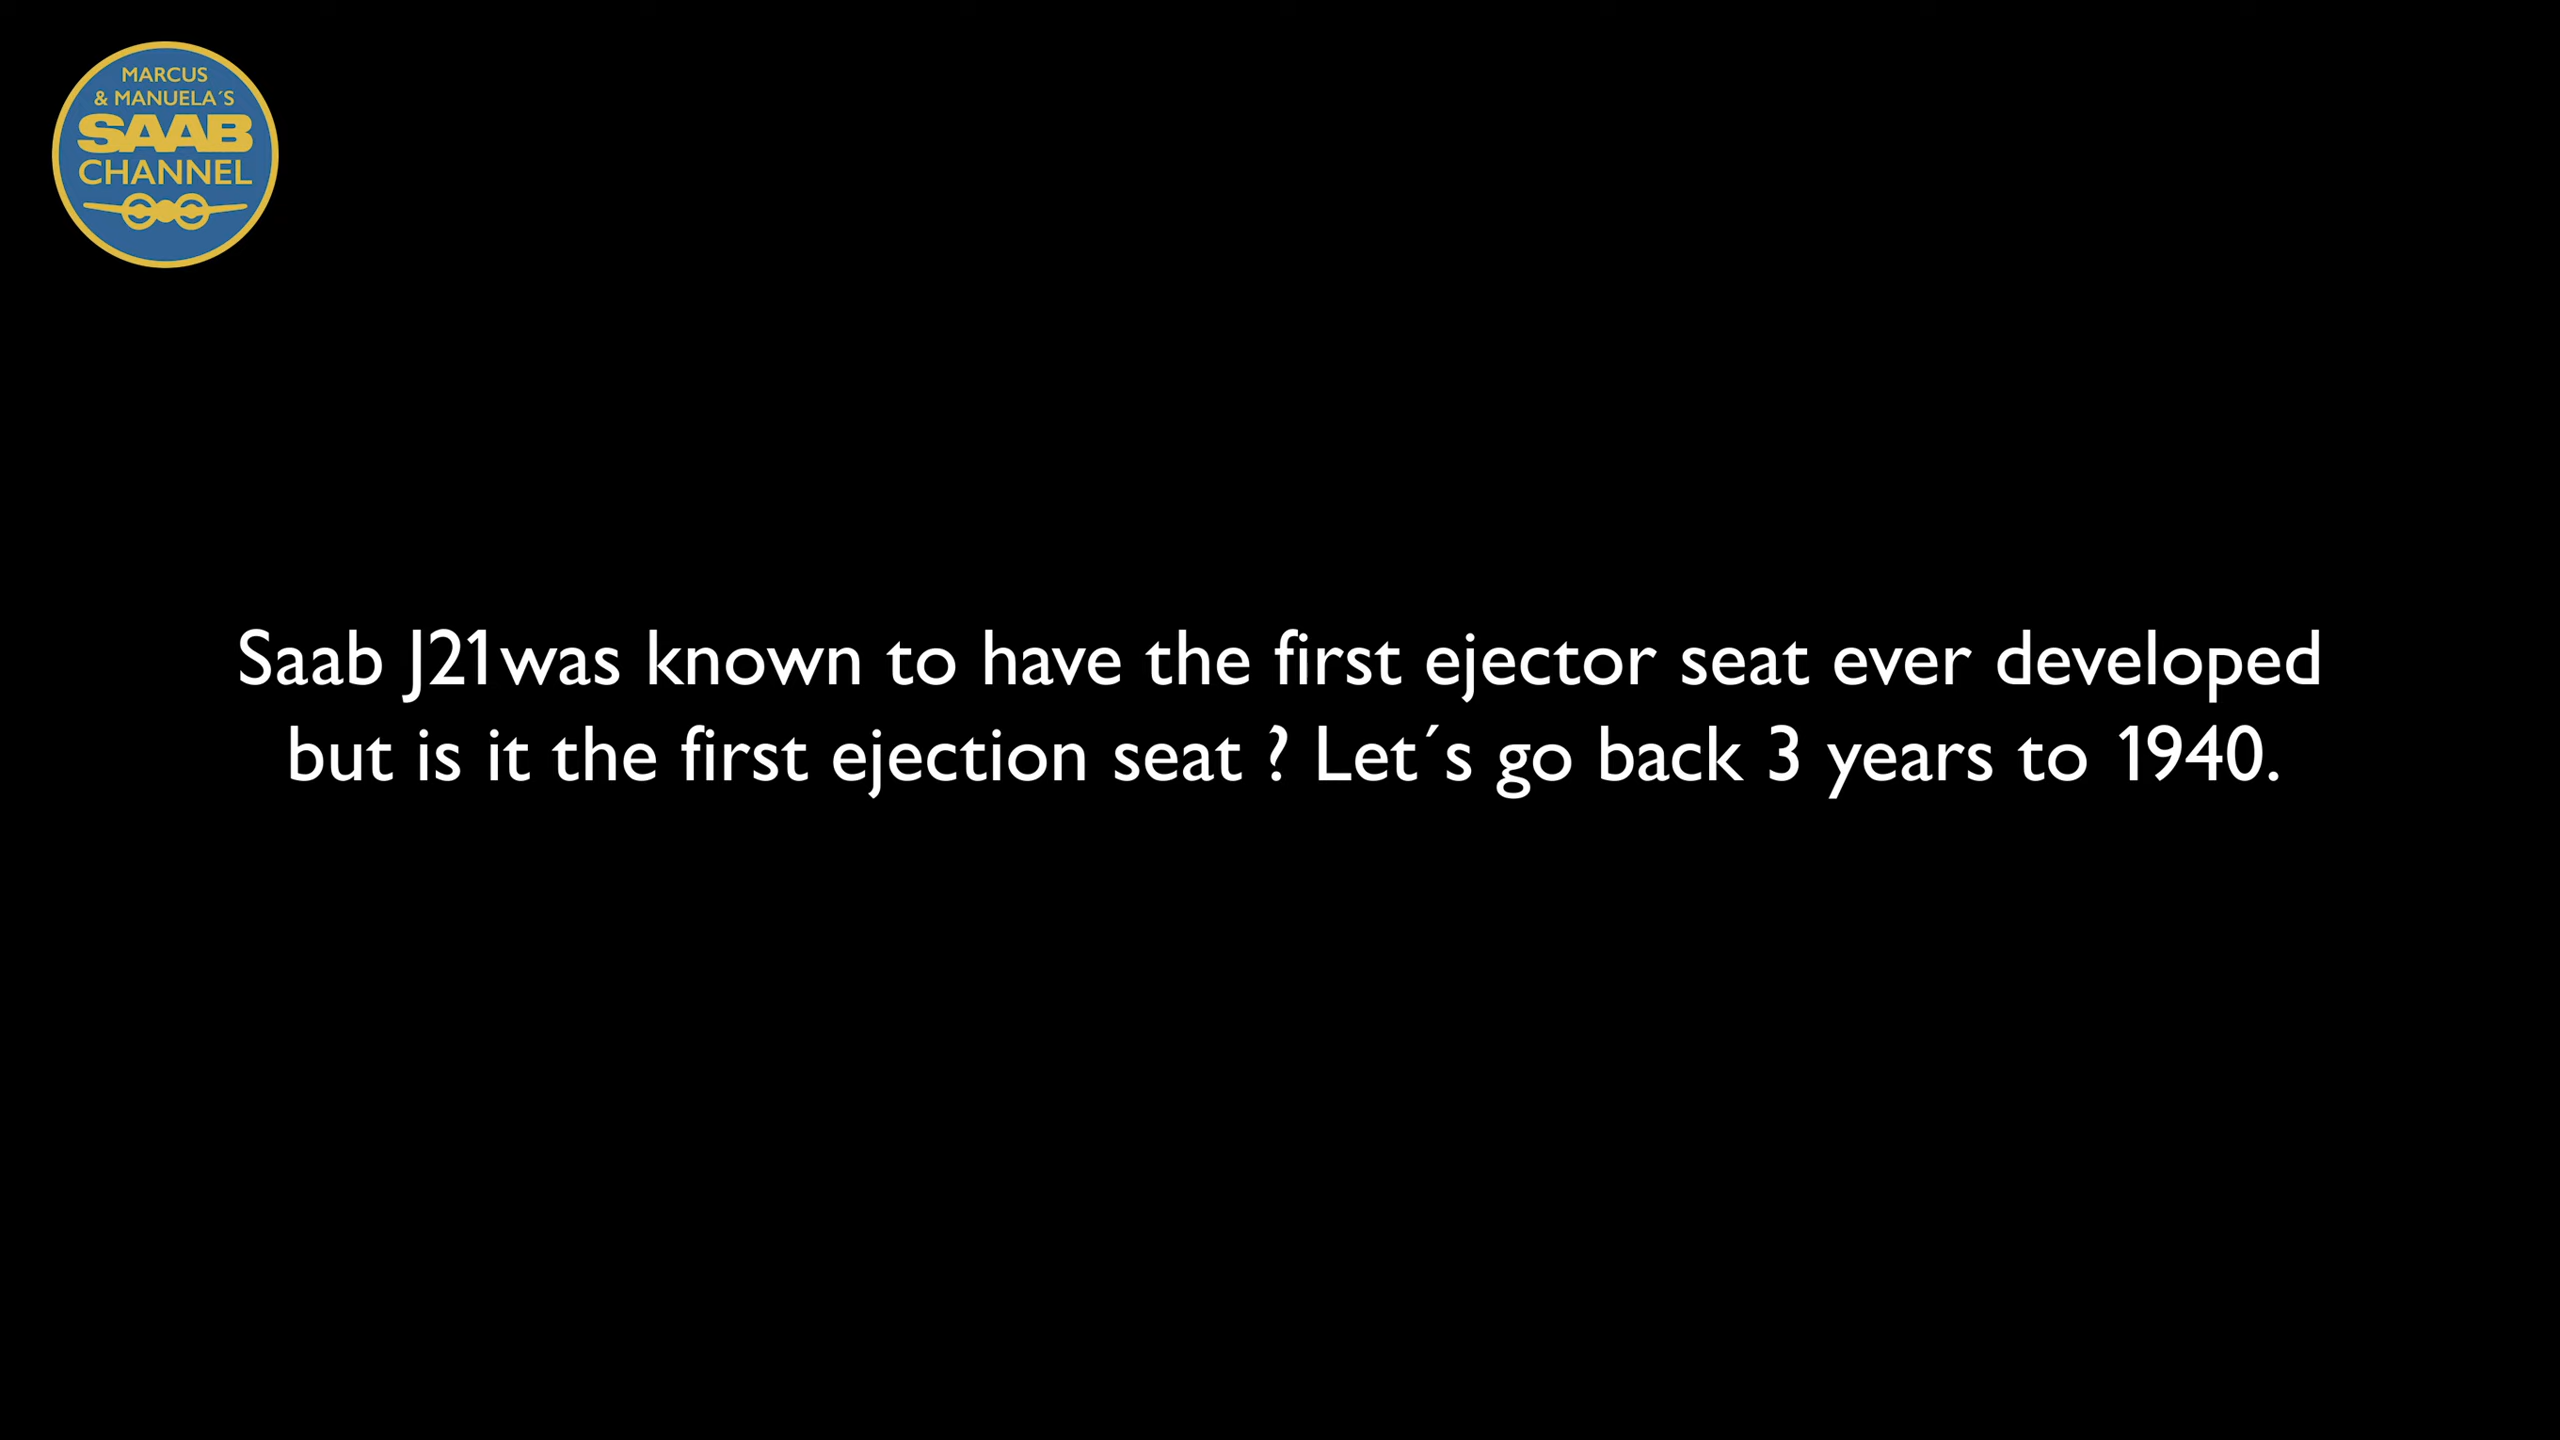 MARCUS
& MANUELA´S
SAAB
CHANNEL
Saab J21was known to have the first ejector seat ever developed
but is it the first ejection seat ? Let´s go back 3 years to 1940.